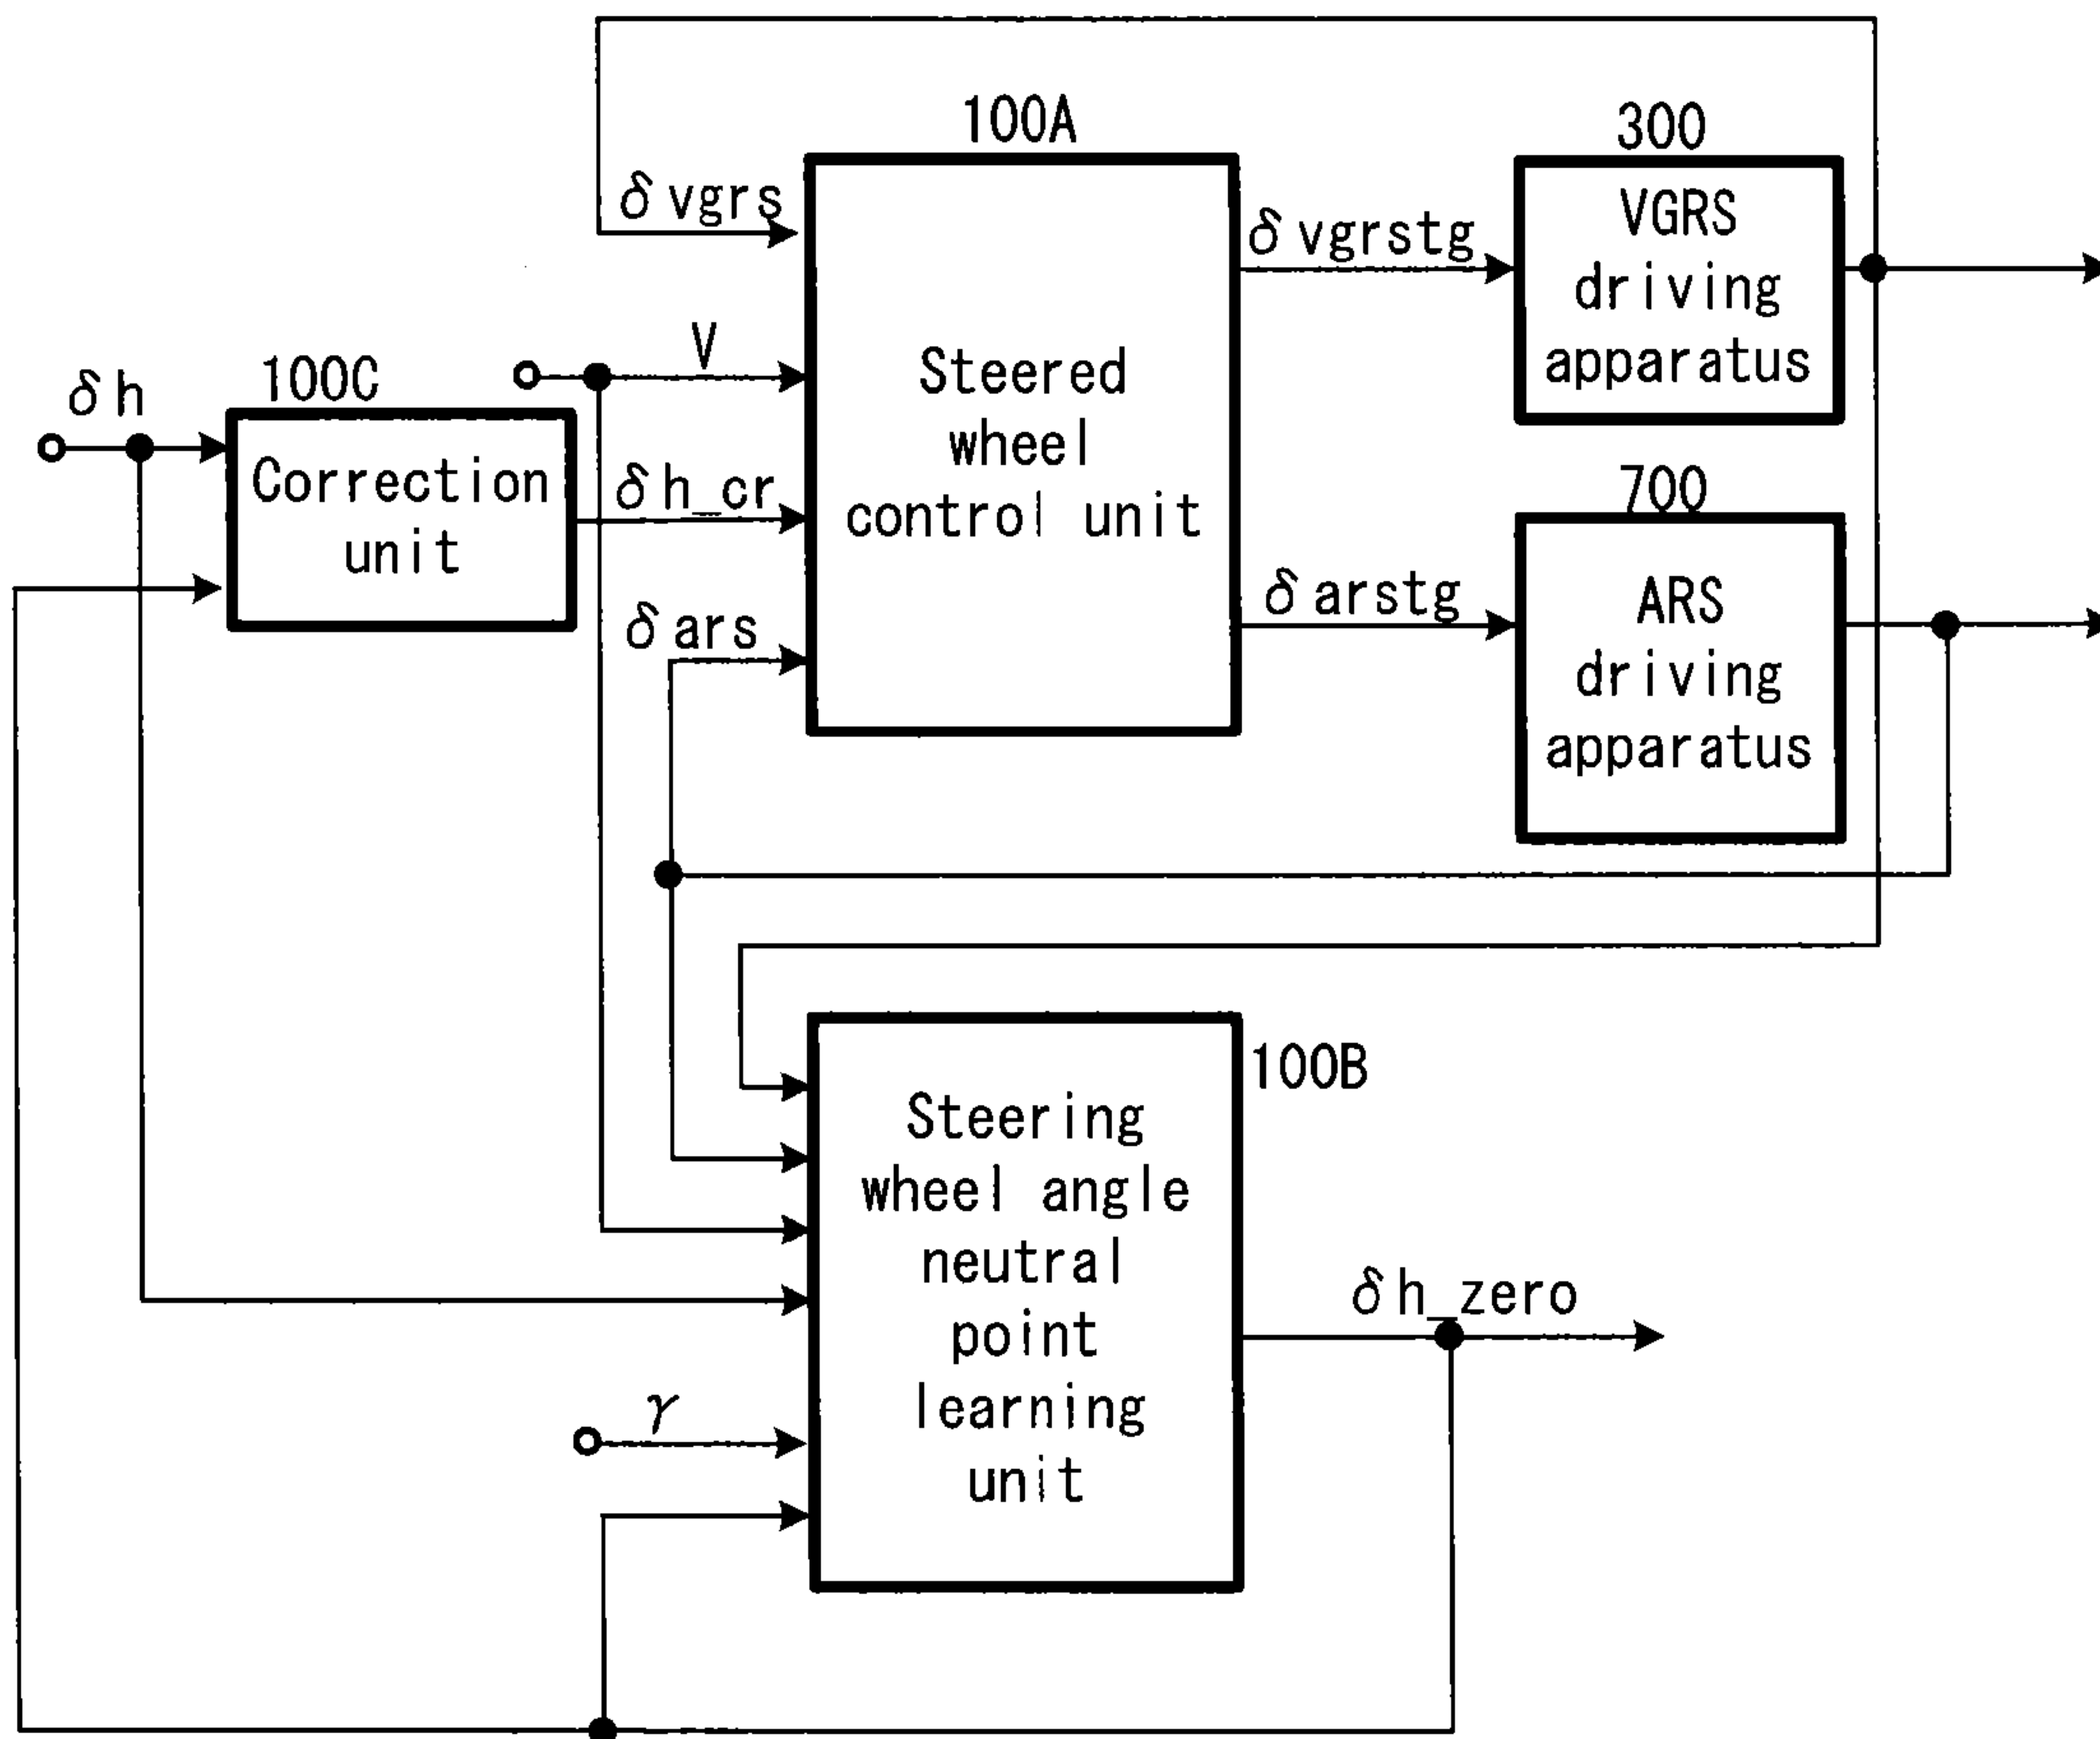 100A
300
δvgrs
VGRS
driving
apparatus
δvgrstg
V
Steered
wheel
control unit
δh
100C
Correction
unit
δh_cr
700
δars
δarstg
ARS
driving
apparatus
100B
Steering
wheel angle
neutral
point
learning
unit
δh_zero
γ